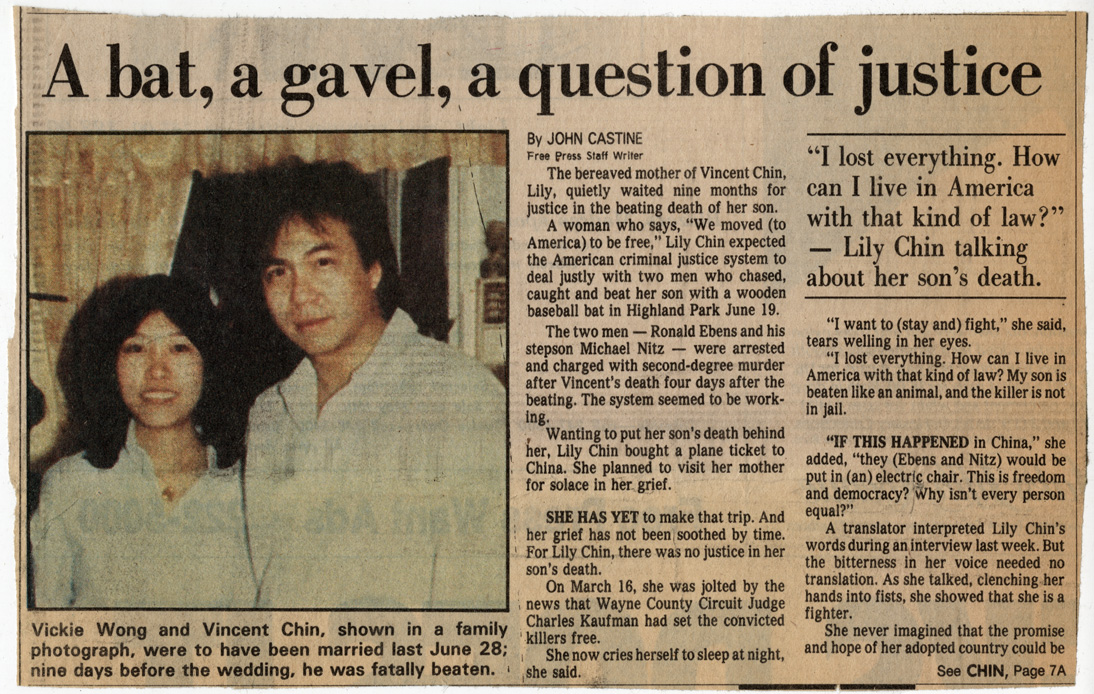 A bat, a gavel, a question of justice
Vickie Wong and Vincent Chin, shown in a family
photograph, were to have been married last June 28;
nine days before the wedding, he was fatally beaten.
By JOHN CASTINE
Free Press Staff Writer
The bereaved mother of Vincent Chin,
Lily, quietly waited nine months for
justice in the beating death of her son.
A woman who says, “We moved (to
America) to be free,” Lily Chin expected
the American criminal justice system to
deal justly with two men who chased,
caught and beat her son with a wooden
baseball bat in Highland Park June 19.
The two men — Ronald Ebens and his
stepson Michael Nitz — were arrested
and charged with second-degree murder
after Vincent's death four days after the
beating. The system seemed to be work-
ing.
Wanting to put her son's death behind
her, Lily Chin bought a plane ticket to
China. She planned to visit her mother
for solace in her grief.
SHE HAS YET to make that trip. And
her grief has not been soothed by time.
For Lily Chin, there was no justice in her
son's death.
On March 16, she was jolted by the
news that Wayne County Circuit Judge
Charles Kaufman had set the convicted
killers free.
She now cries herself to sleep at night,
she said.
“I lost everything. How
can I live in America
with that kind of law?”
— Lily Chin talking
about her son's death.
“I want to (stay and) fight,” she said,
tears welling in her eyes.
“I lost everything. How can I live in
America with that kind of law? My son is
beaten like an animal, and the killer is not
in jail.
“IF THIS HAPPENED in China,” she
added, “they (Ebens and Nitz) would be
put in (an) electric chair. This is freedom
and democracy? Why isn't every person
equal?”
A translator interpreted Lily Chin's
words during an interview last week. But
the bitterness in her voice needed no
translation. As she talked, clenching her
hands into fists, she showed that she is a
fighter.
She never imagined that the promise
and hope of her adopted country could be
See CHIN, Page 7A